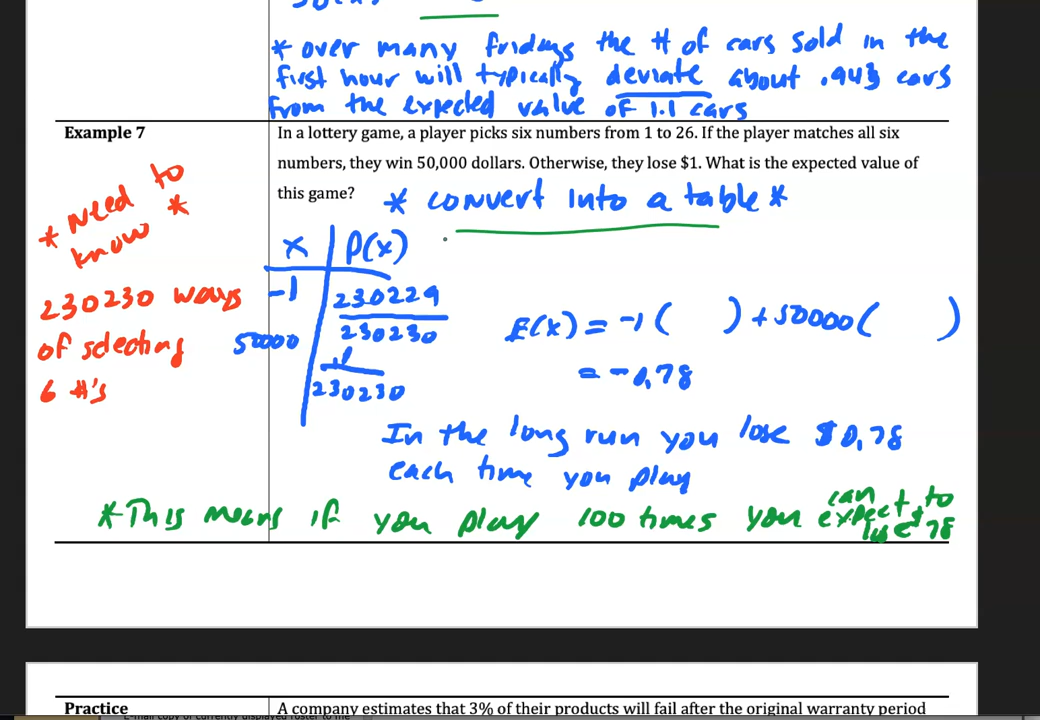 * over many fridays the # of cars sold in the
first hour will typically deviate about .943 cars
from the expected value of 1.1 cars
Example 7
In a lottery game, a player picks six numbers from 1 to 26. If the player matches all six
numbers, they win 50,000 dollars. Otherwise, they lose $1. What is the expected value of
this game?
* convert into a table *
* Need to
know *
x P(x)
-1 230229
230230
50000 1
230230
230230 ways
of selecting
6 #'s
E(x) = -1( ) + 50000( )
= -0.78
In the long run you lose $0.78
each time you play
* This means if you play 100 times you can expect to
lose $78
Practice
A company estimates that 3% of their products will fail after the original warranty period